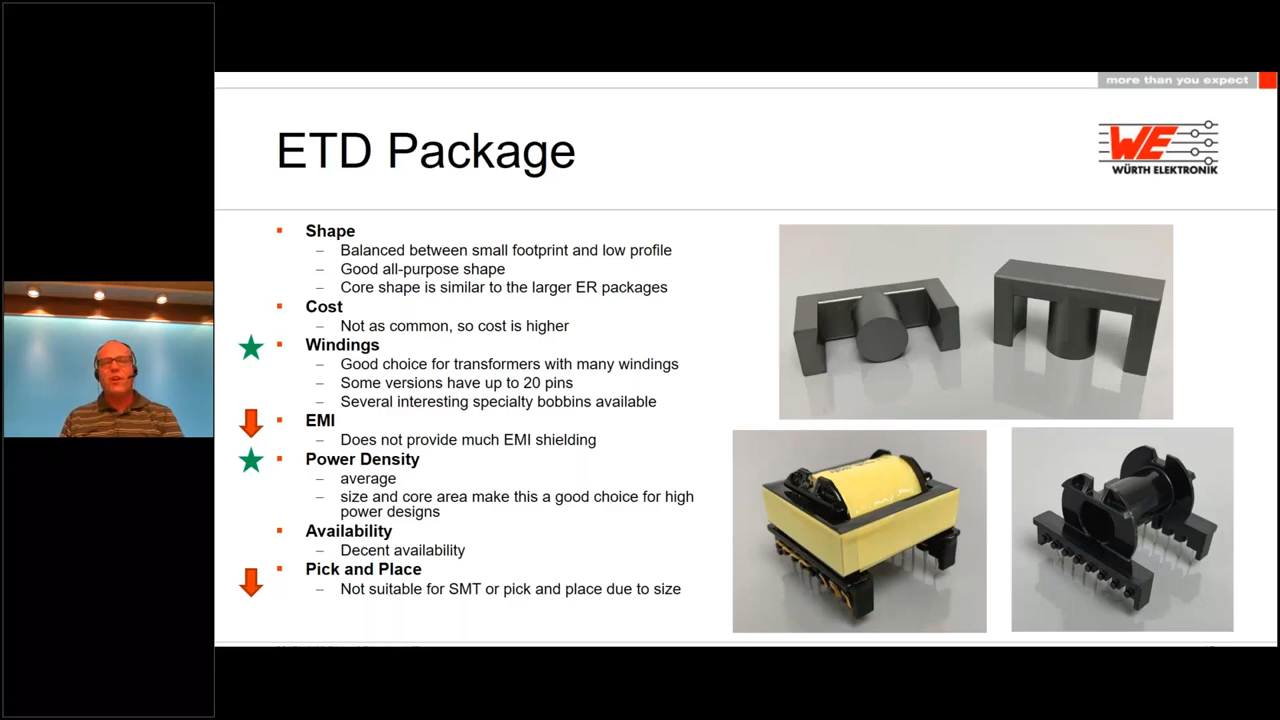 more than you expect
ETD Package
WE
WÜRTH ELEKTRONIK
Shape
– Balanced between small footprint and low profile
– Good all-purpose shape
– Core shape is similar to the larger ER packages
Cost
– Not as common, so cost is higher
Windings
– Good choice for transformers with many windings
– Some versions have up to 20 pins
– Several interesting specialty bobbins available
EMI
– Does not provide much EMI shielding
Power Density
– average
– size and core area make this a good choice for high
power designs
Availability
– Decent availability
Pick and Place
– Not suitable for SMT or pick and place due to size